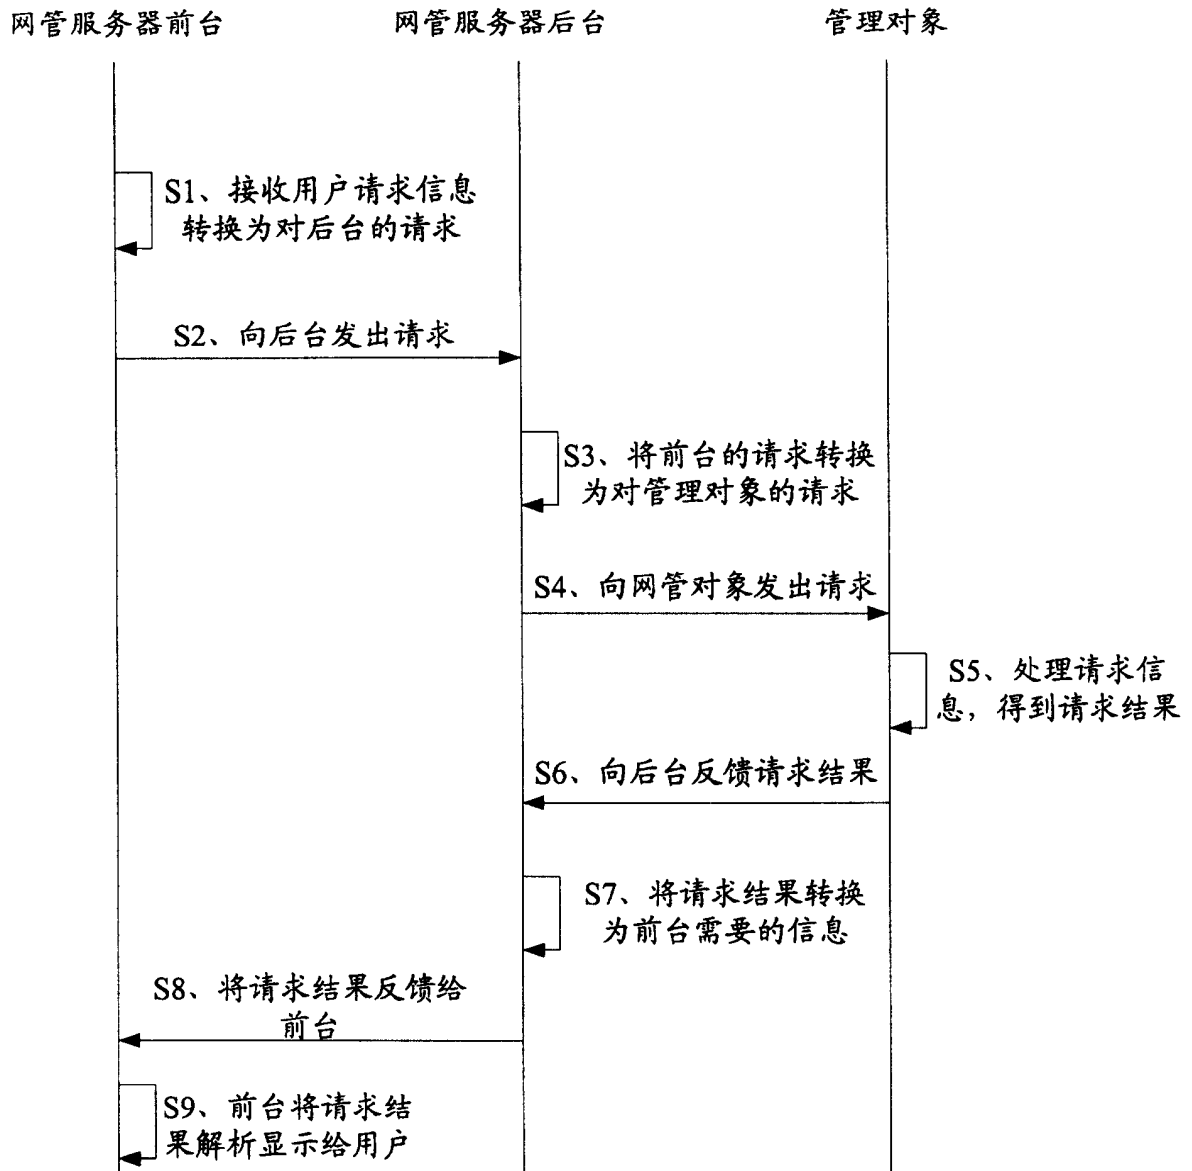 网管服务器前台
网管服务器后台
管理对象
S1、接收用户请求信息
转换为对后台的请求
S2、向后台发出请求
S3、将前台的请求转换
为对管理对象的请求
S4、向网管对象发出请求
S5、处理请求信
息，得到请求结果
S6、向后台反馈请求结果
S7、将请求结果转换
为前台需要的信息
S8、将请求结果反馈给
前台
S9、前台将请求结
果解析显示给用户